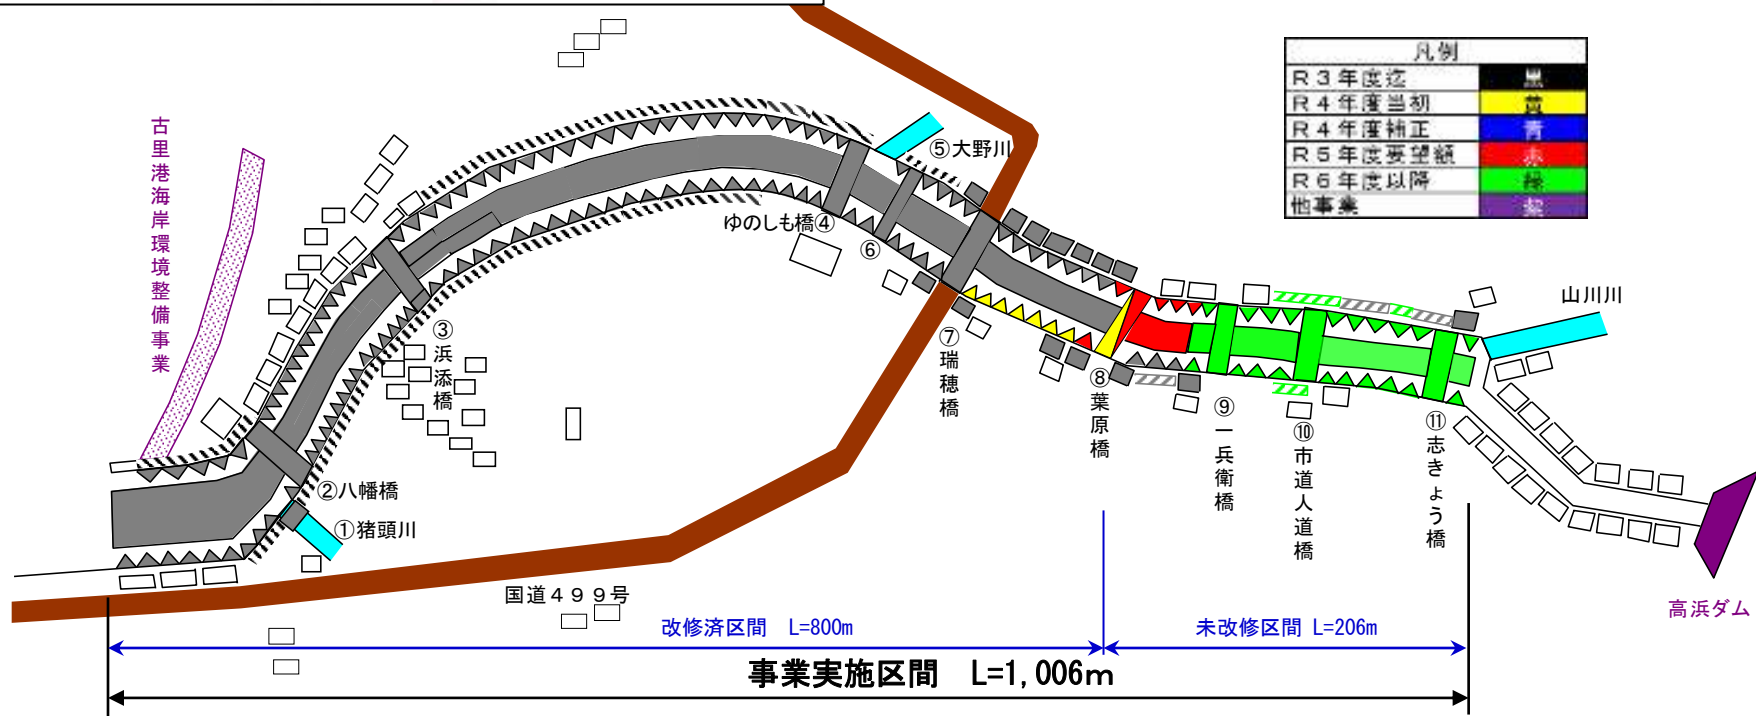 凡例
Ｒ３年度迄 黒
Ｒ４年度当初 黄
Ｒ４年度補正 青
Ｒ５年度要望額 赤
Ｒ６年度以降 緑
他事業 紫
古里港海岸環境整備事業
⑤大野川
ゆのしも橋④
⑥
山川川
③浜添橋
⑦瑞穂橋
⑧葉原橋
⑨一兵衛橋
⑩市道人道橋
⑪志きょう橋
②八幡橋
①猪頭川
国道４９９号
高浜ダム
改修済区間 L=800m
未改修区間 L=206m
事業実施区間 L=1,006m